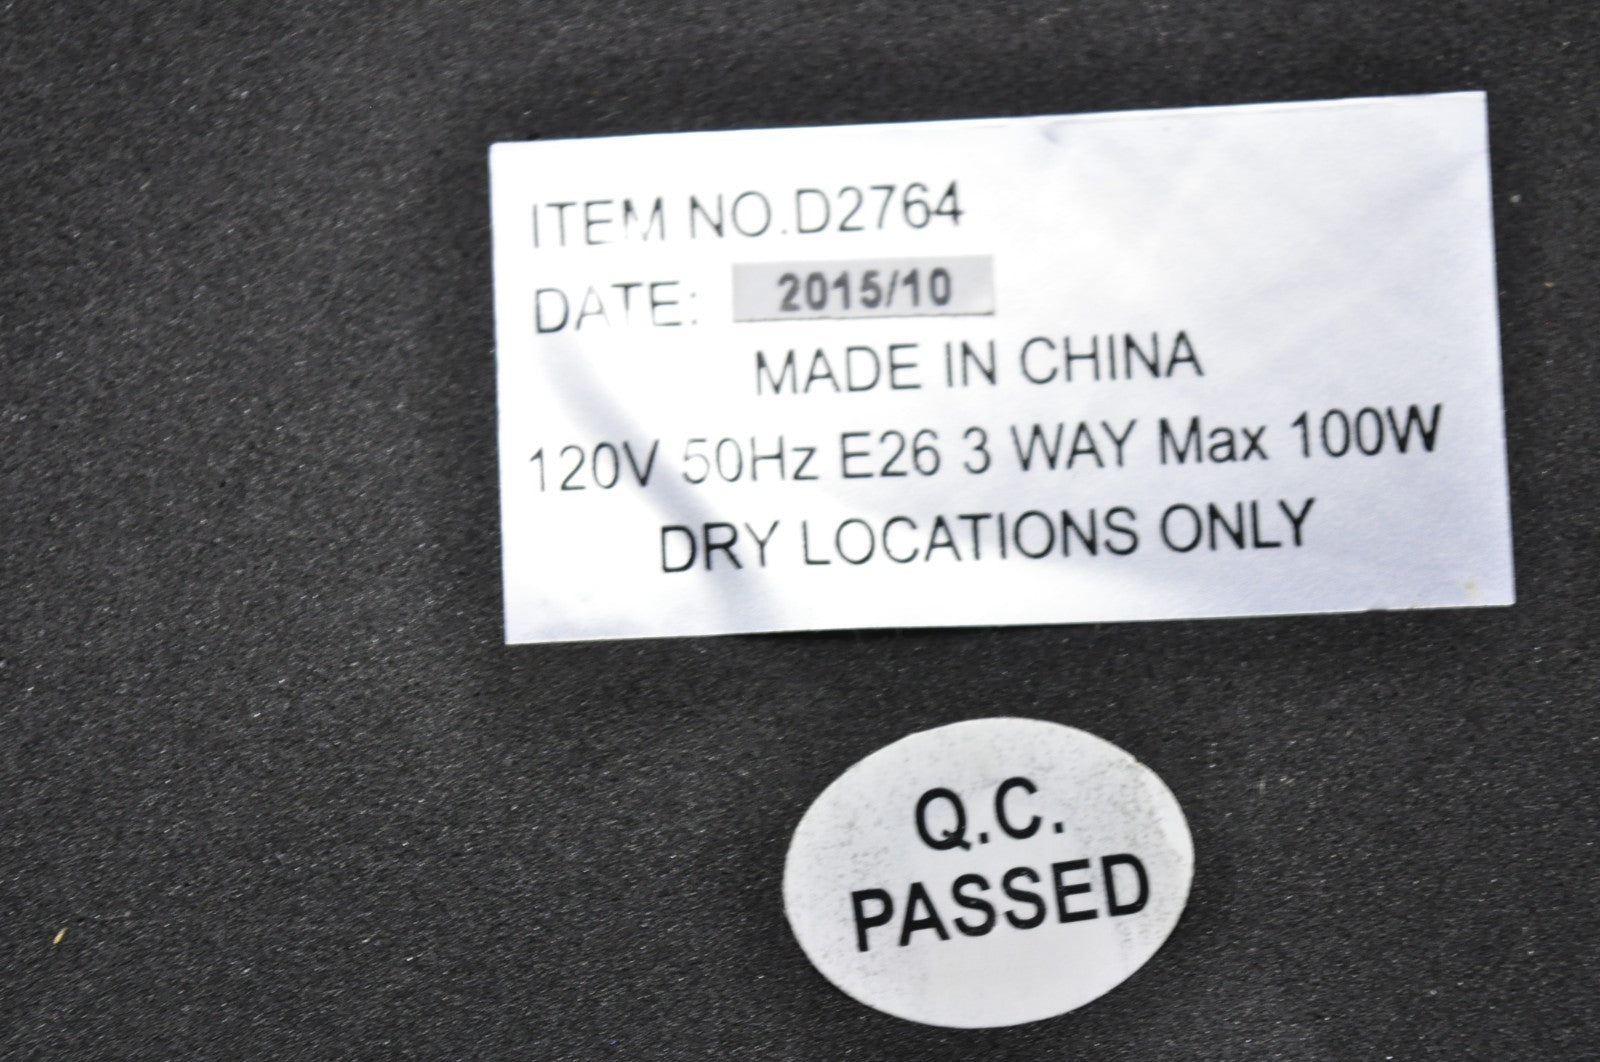 ITEM NO.D2764
DATE: 2015/10
MADE IN CHINA
120V 50Hz E26 3 WAY Max 100W
DRY LOCATIONS ONLY
Q.C.
PASSED